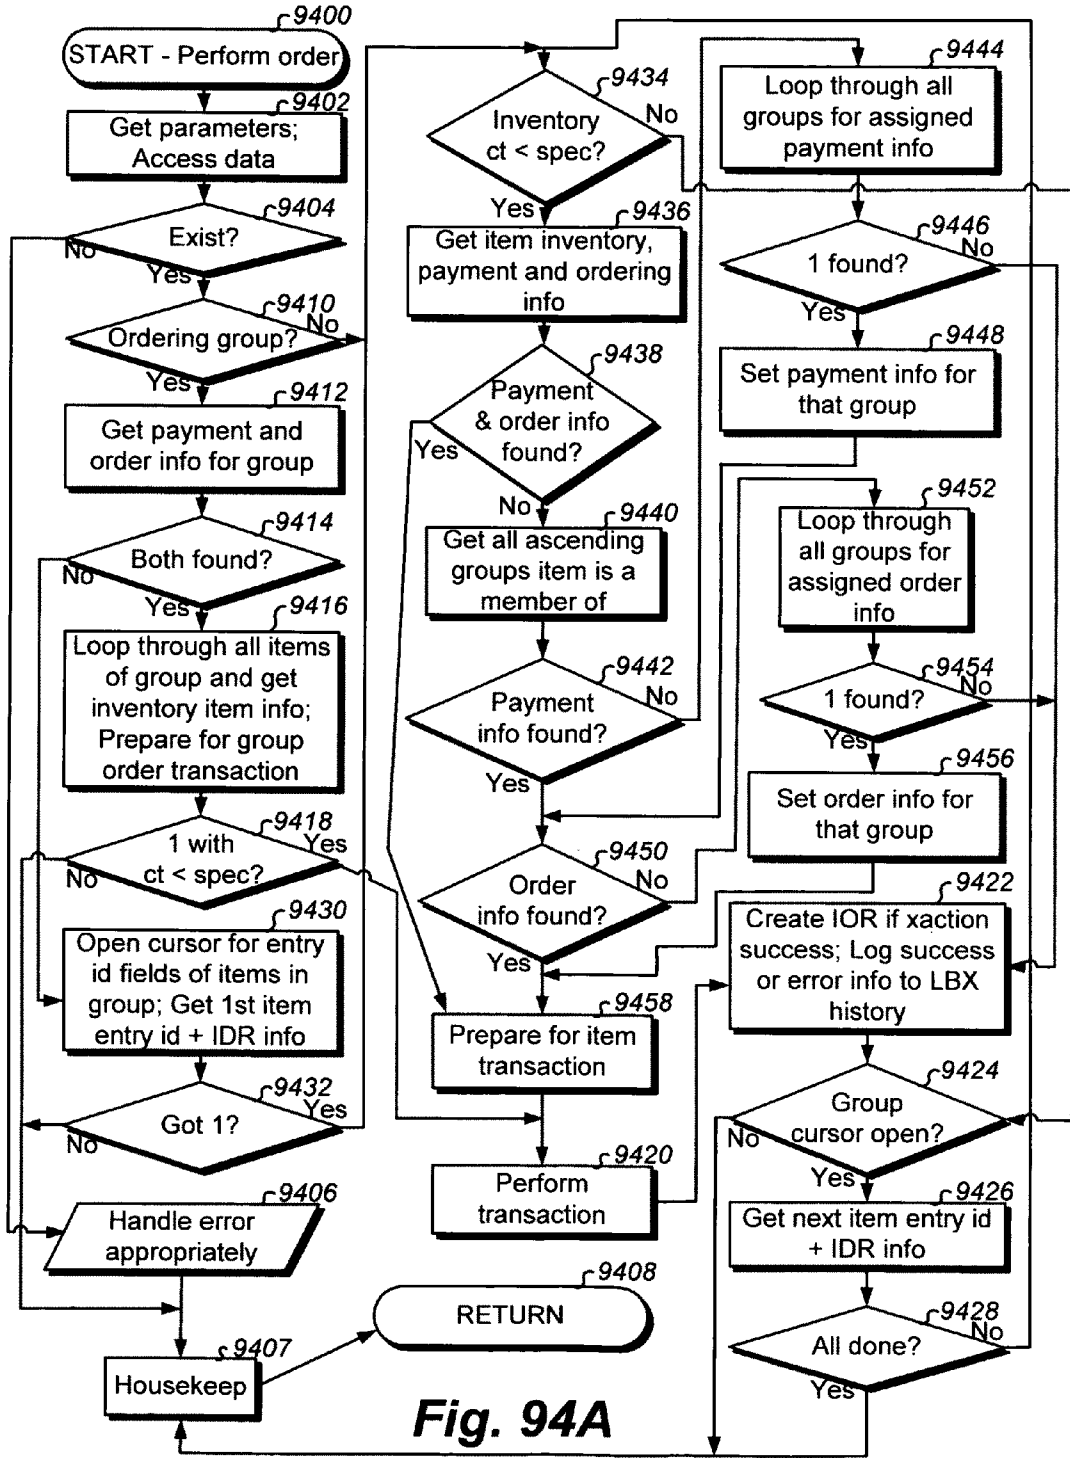 9400
START - Perform order
9402
Get parameters;
Access data
9404
Exist?
No
Yes
9410
Ordering group?
No
Yes
9412
Get payment and
order info for group
9414
Both found?
No
Yes
9416
Loop through all items
of group and get
inventory item info;
Prepare for group
order transaction
9418
1 with
ct < spec?
Yes
No
9430
Open cursor for entry
id fields of items in
group; Get 1st item
entry id + IDR info
9432
Got 1?
Yes
No
9406
Handle error
appropriately
9407
Housekeep
9408
RETURN
9434
Inventory
ct < spec?
No
Yes
9436
Get item inventory,
payment and ordering
info
9438
Payment
& order info
found?
Yes
No
9440
Get all ascending
groups item is a
member of
9442
Payment
info found?
No
Yes
9450
Order
info found?
No
Yes
9458
Prepare for item
transaction
9420
Perform
transaction
9444
Loop through all
groups for assigned
payment info
9446
1 found?
No
Yes
9448
Set payment info for
that group
9452
Loop through
all groups for
assigned order
info
9454
1 found?
No
Yes
9456
Set order info for
that group
9422
Create IOR if xaction
success; Log success
or error info to LBX
history
9424
Group
cursor open?
No
Yes
9426
Get next item entry id
+ IDR info
9428
All done?
No
Yes
Fig. 94A